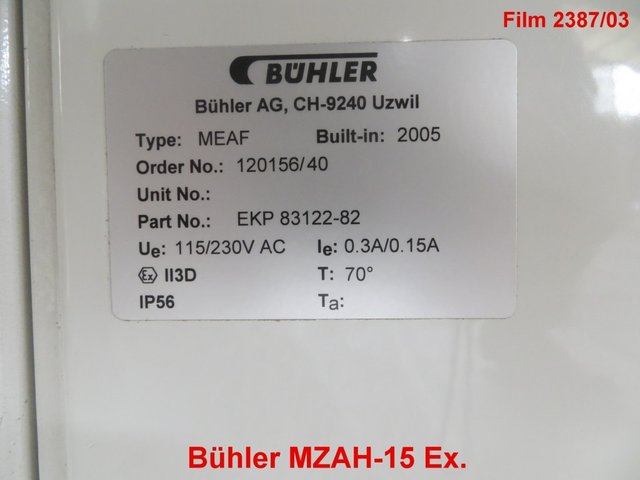 Film 2387/03
BÜHLER
Bühler AG, CH-9240 Uzwil
Type: MEAF Built-in: 2005
Order No.: 120156/40
Unit No.:
Part No.: EKP 83122-82
Ue: 115/230V AC Ie: 0.3A/0.15A
Ex II3D T: 70°
IP56 Ta:
Bühler MZAH-15 Ex.